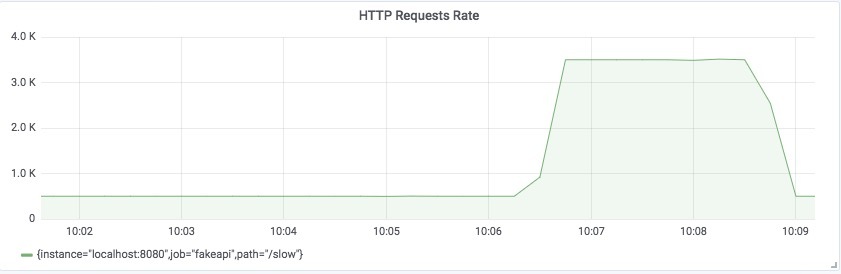 HTTP Requests Rate
4.0 K
3.0 K
2.0 K
1.0 K
0
10:02 10:03 10:04 10:05 10:06 10:07 10:08 10:09
{instance="localhost:8080",job="fakeapi",path="/slow"}